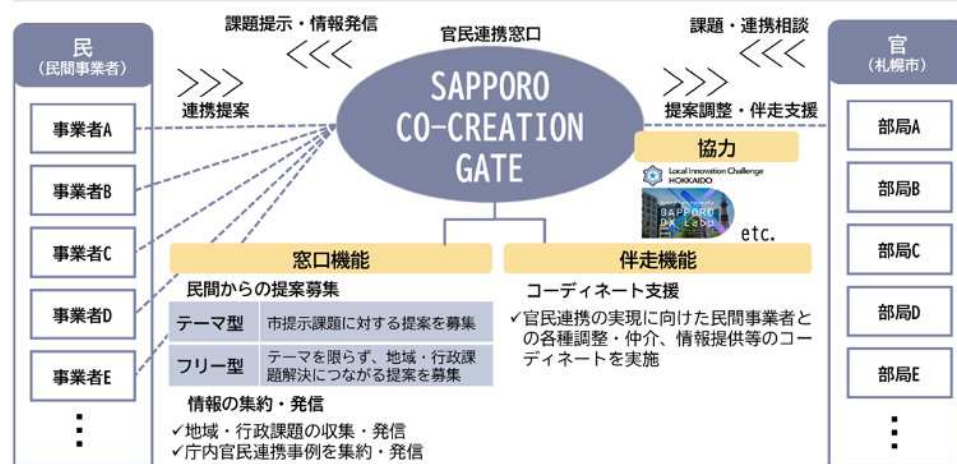 課題提示・情報発信
官民連携窓口
課題・連携相談
民
(民間事業者)
官
(札幌市)
連携提案
提案調整・伴走支援
SAPPORO
CO-CREATION
GATE
事業者A
事業者B
事業者C
事業者D
事業者E
部局A
部局B
部局C
部局D
部局E
協力
Local Innovation Challenge
HOKKAIDO
SAPPORO
DX Labo
etc.
窓口機能
民間からの提案募集
テーマ型 市提示課題に対する提案を募集
フリー型 テーマを限らず、地域・行政課
題解決につながる提案を募集
情報の集約・発信
✓地域・行政課題の収集・発信
✓庁内官民連携事例を集約・発信
伴走機能
コーディネート支援
✓官民連携の実現に向けた民間事業者と
の各種調整・仲介、情報提供等のコー
ディネートを実施